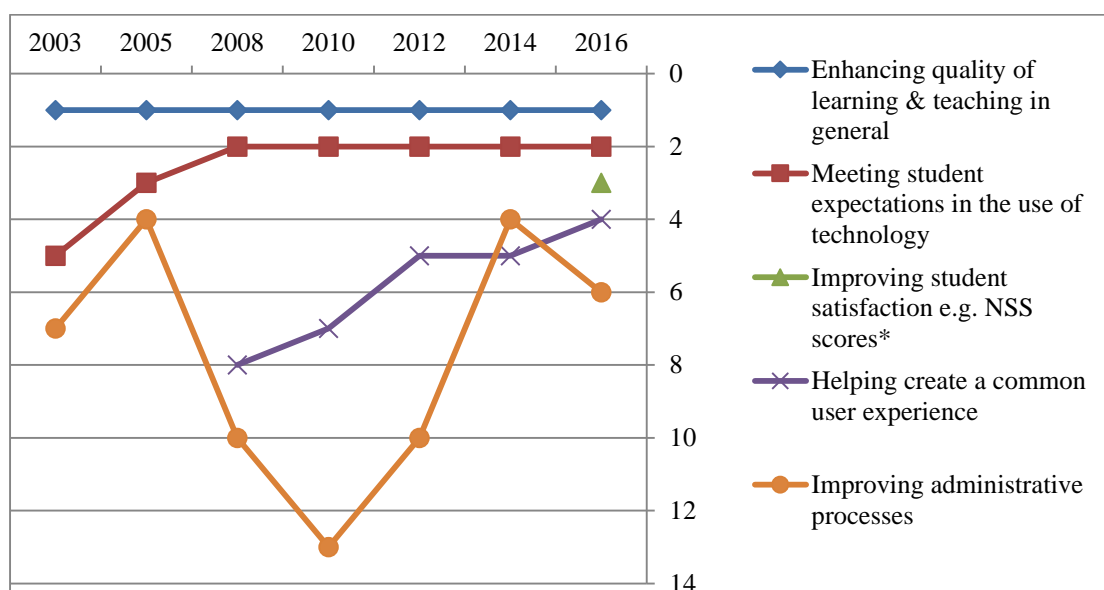 2003 2005 2008 2010 2012 2014 2016
0
2
4
6
8
10
12
14
Enhancing quality of
learning & teaching in
general
Meeting student
expectations in the use of
technology
Improving student
satisfaction e.g. NSS
scores*
Helping create a common
user experience
Improving administrative
processes